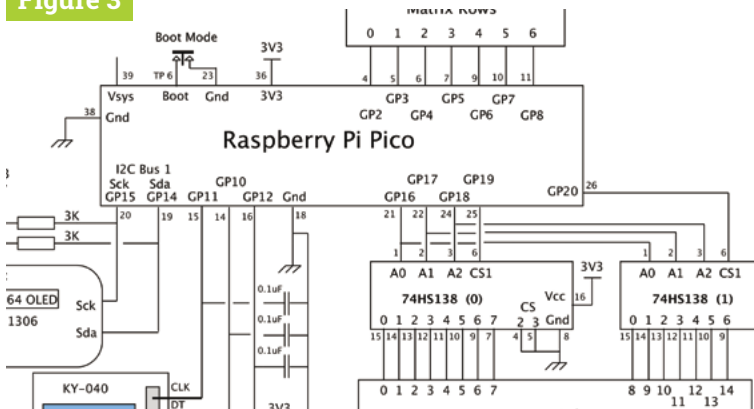 Figure 3
Matrix Rows
0 1 2 3 4 5 6
Boot Mode
3V3
39 TP 6 23 36 4 5 6 7 9 10 11
Vsys Boot Gnd 3V3 GP3 GP5 GP7
GP2 GP4 GP6 GP8
38 Gnd
Raspberry Pi Pico
I2C Bus 1
Sck Sda GP10 GP17 GP19
GP15 GP14 GP11 GP12 Gnd GP16 GP18 GP20 26
20 19 15 14 16 18 21 22 24 25
3K
3K
1 2 3 6 1 2 3 6
A0 A1 A2 CS1 3V3 A0 A1 A2 CS1
64 OLED Sck
1306
Sda
0.1uF
0.1uF
0.1uF
74HS138 (0) Vcc 16 74HS138 (1)
CS
0 1 2 3 4 5 6 7 2 3 Gnd 0 1 2 3 4 5 6
15 14 13 12 11 10 9 7 4 5 8 15 14 13 12 11 10 9
KY-040 CLK
DT
3V3
0 1 2 3 4 5 6 7 8 9 10 12 14
11 13